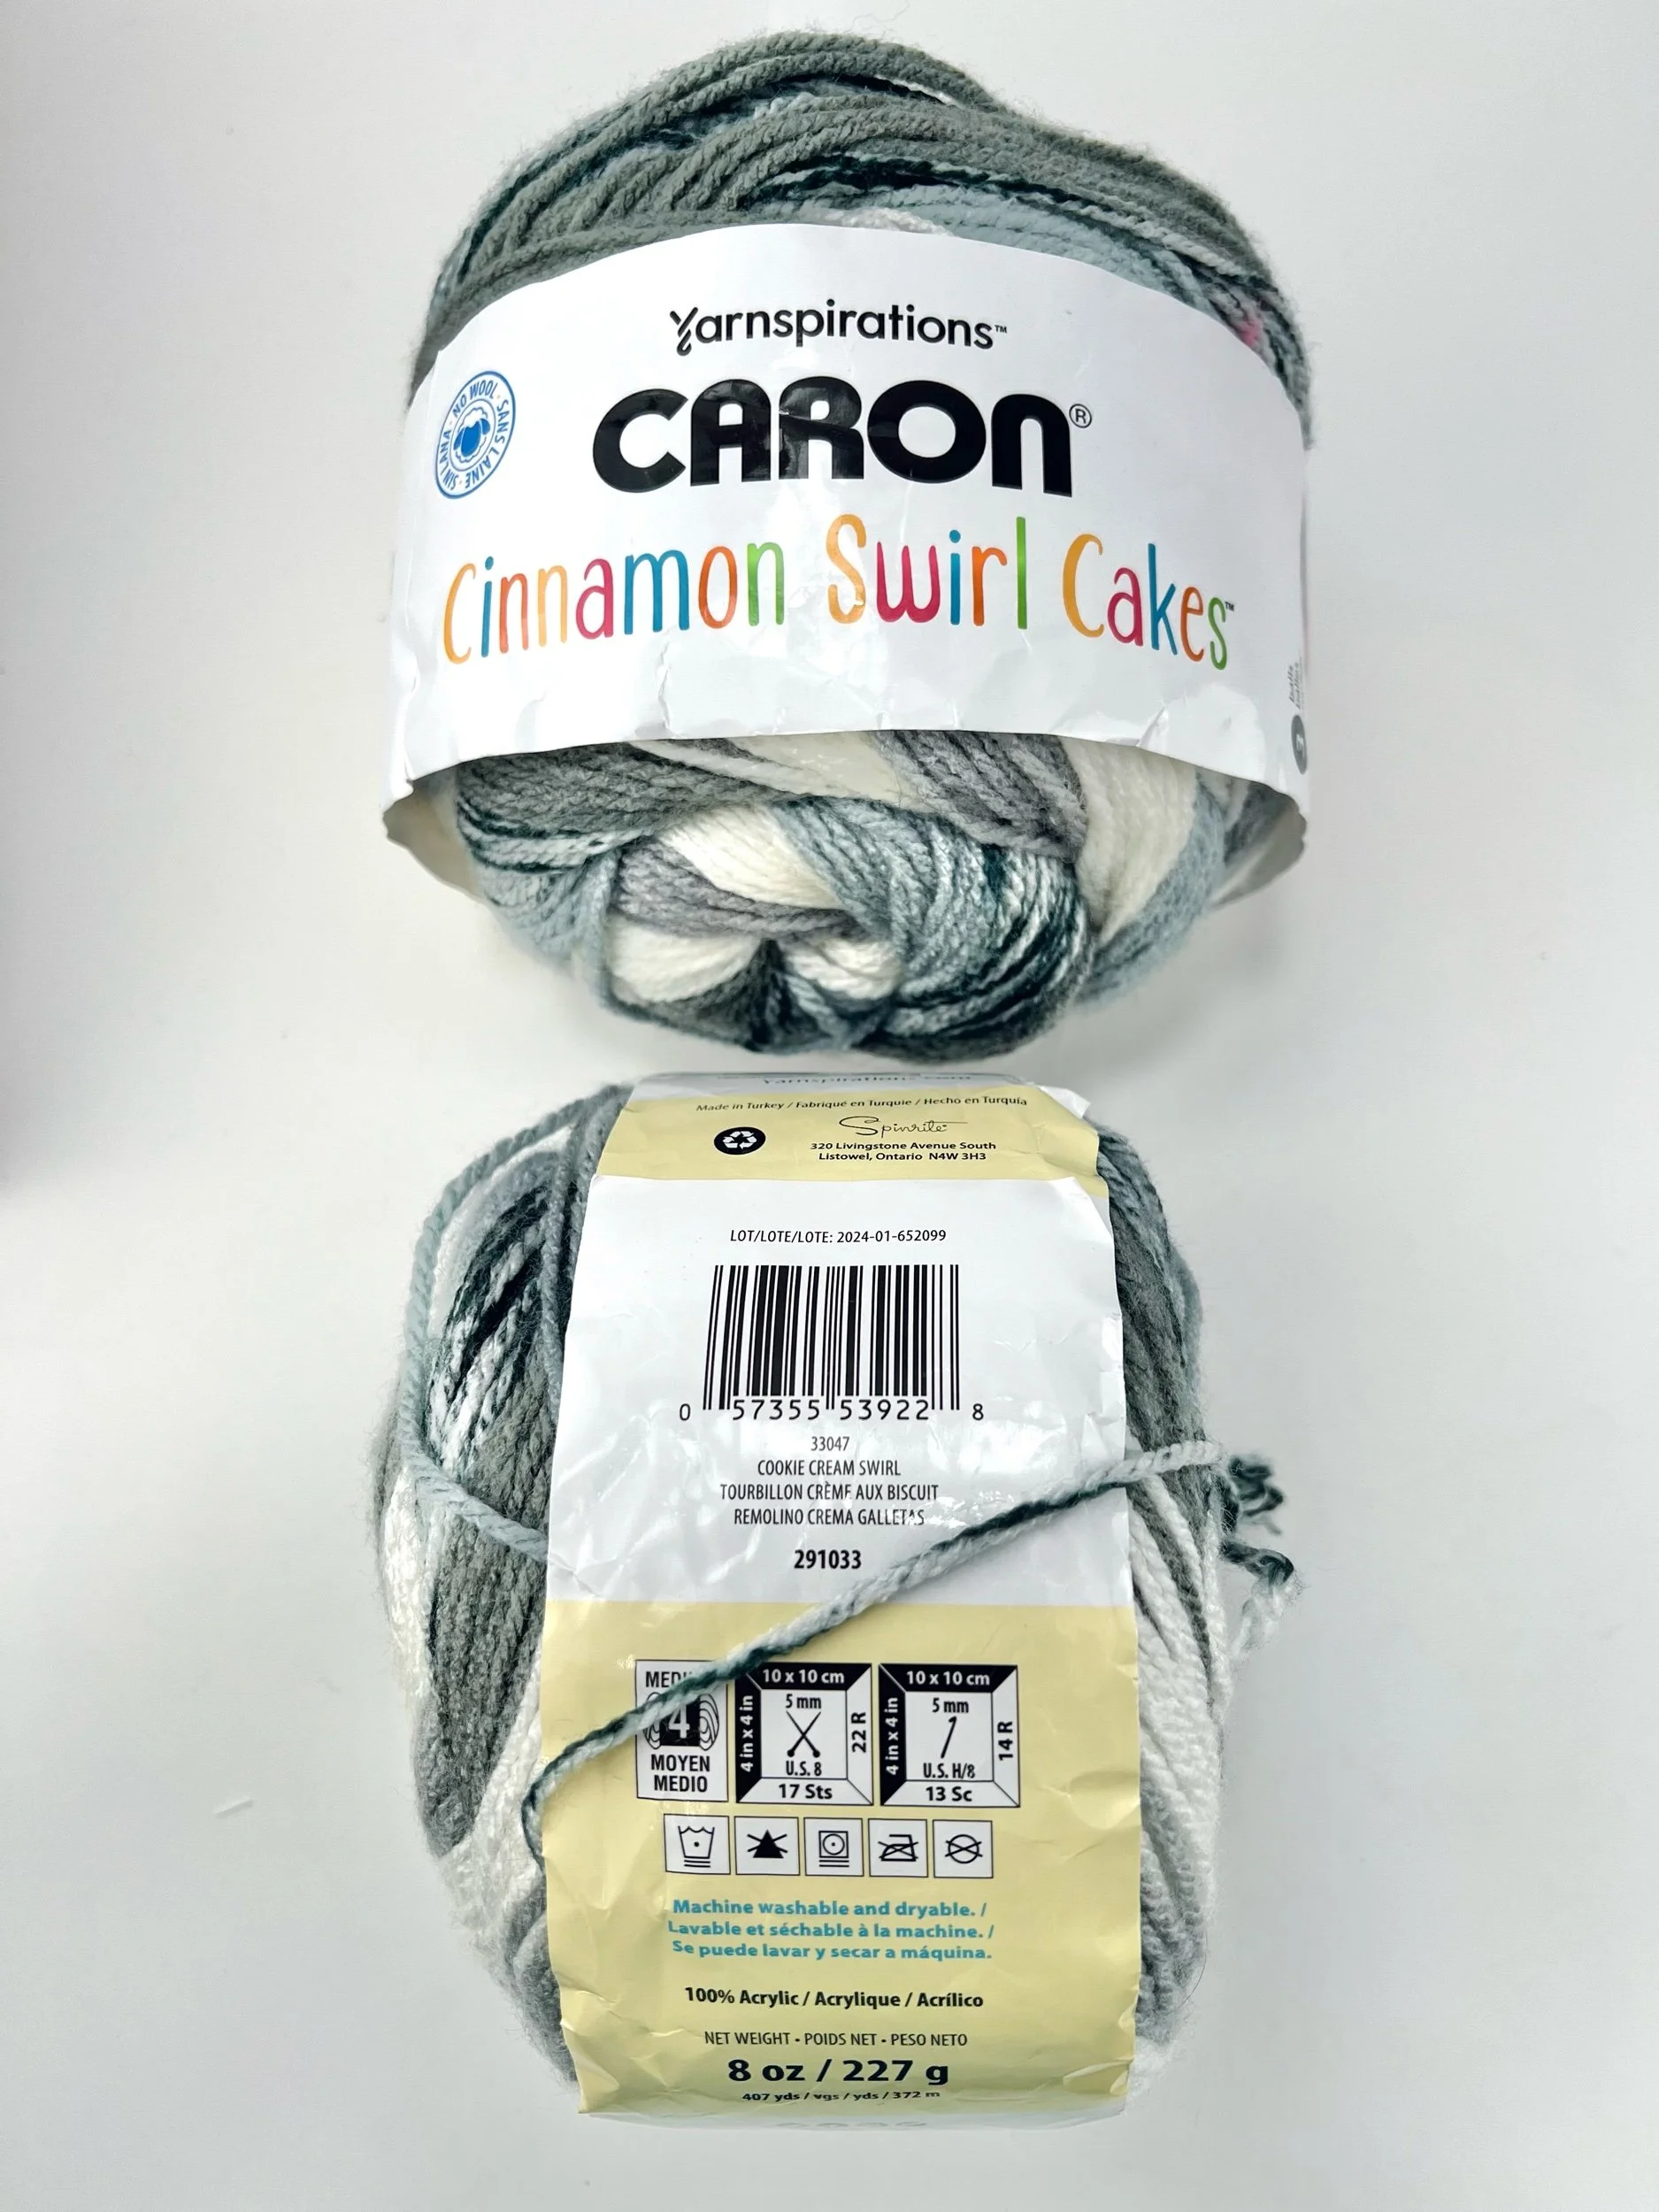 Yarnspirations™
NO WOOL · SANS LAINE · SIN LANA ·
CARON®
Cinnamon Swirl Cakes™
3
balls
yarnspirations.com
Made in Turkey / Fabriqué en Turquie / Hecho en Turquía
Spinrite
320 Livingstone Avenue South
Listowel, Ontario N4W 3H3
LOT/LOTE/LOTE: 2024-01-652099
0 57355 53922 8
33047
COOKIE CREAM SWIRL
TOURBILLON CRÈME AUX BISCUIT
REMOLINO CREMA GALLETAS
291033
4
MOYEN
MEDIO
10 x 10 cm
4 in x 4 in
5 mm
22 R
U.S. 8
17 Sts
10 x 10 cm
4 in x 4 in
5 mm
14 R
U.S. H/8
13 Sc
Machine washable and dryable. /
Lavable et séchable à la machine. /
Se puede lavar y secar a máquina.
100% Acrylic / Acrylique / Acrílico
NET WEIGHT • POIDS NET • PESO NETO
8 oz / 227 g
407 yds / vgs / yds / 372 m